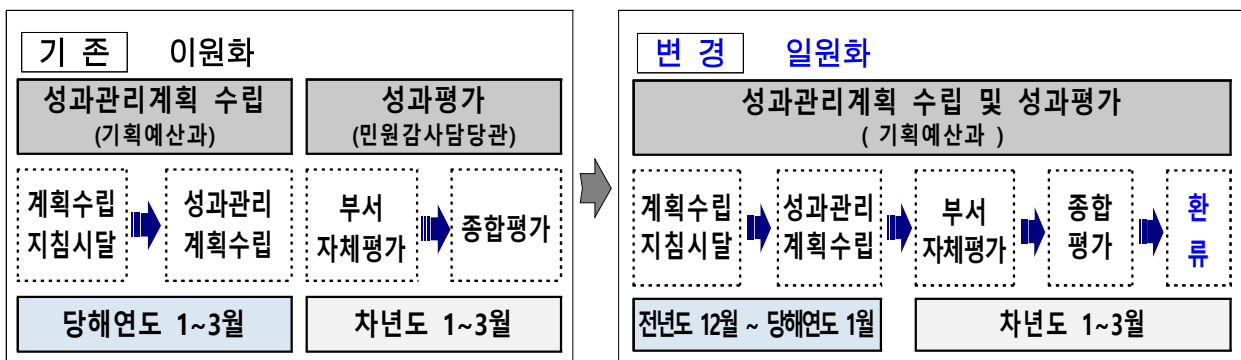 기 존 이원화
성과관리계획 수립
(기획예산과)
성과평가
(민원감사담당관)
계획수립
지침시달
성과관리
계획수립
부서
자체평가
종합평가
당해연도 1~3월
차년도 1~3월
변 경 일원화
성과관리계획 수립 및 성과평가
( 기획예산과 )
계획수립
지침시달
성과관리
계획수립
부서
자체평가
종합
평가
환
류
전년도 12월 ~ 당해연도 1월
차년도 1~3월